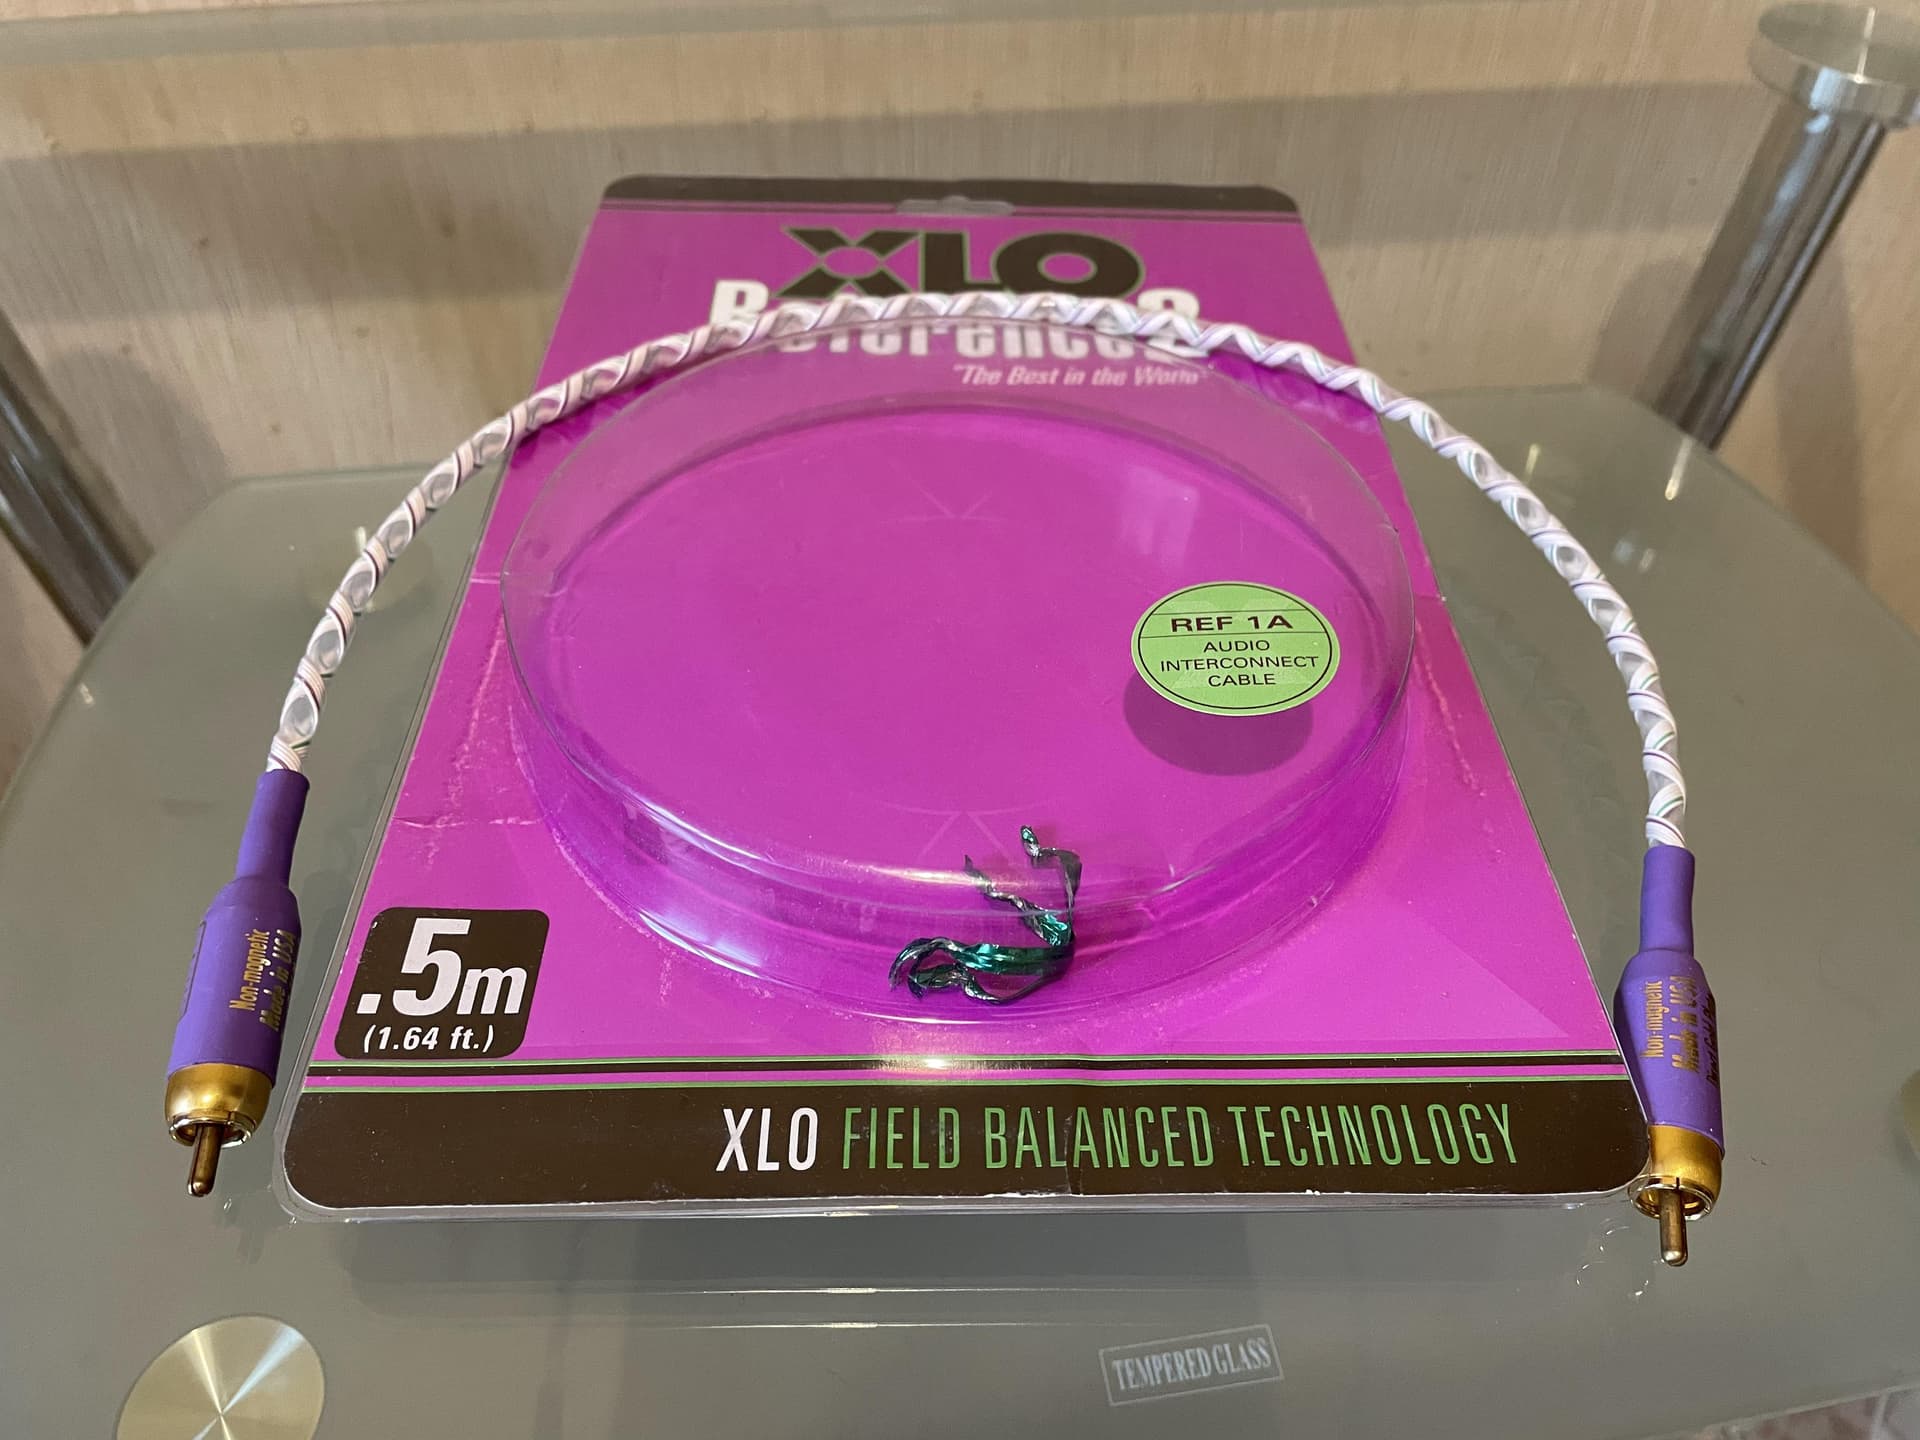 XLO
Reference2
"The Best in the World"
REF 1A
AUDIO
INTERCONNECT
CABLE
.5m
(1.64 ft.)
Non-magnetic
Made in USA
Non-magnetic
Made in USA
XLO FIELD BALANCED TECHNOLOGY
TEMPERED GLASS